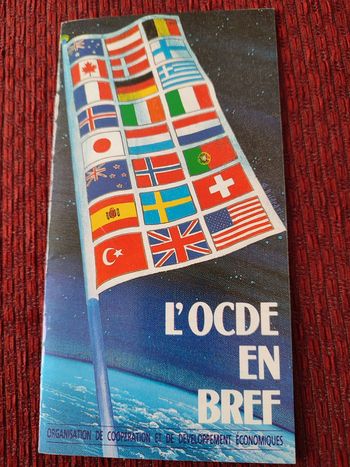 L'OCDE
EN
BREF
ORGANISATION DE COOPÉRATION ET DE DÉVELOPPEMENT ÉCONOMIQUES